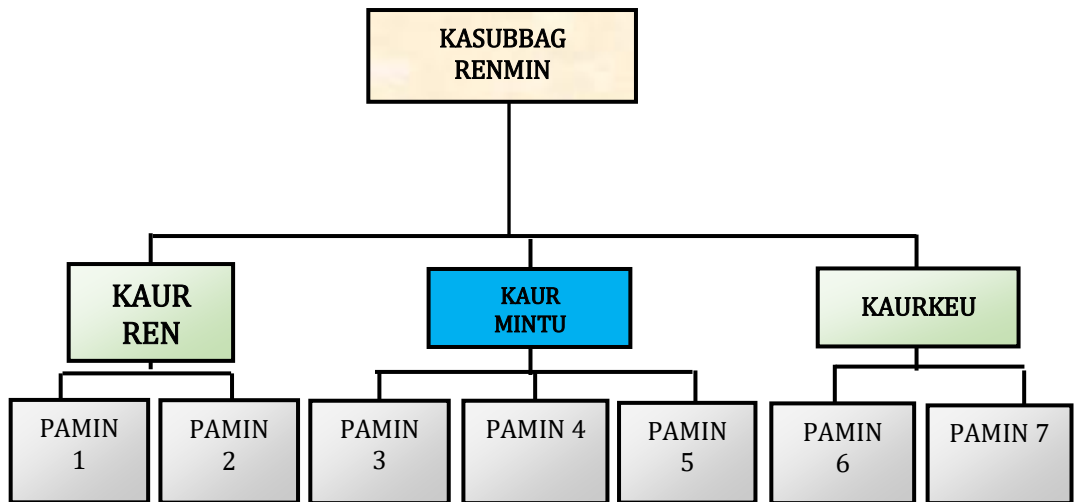 KASUBBAG
RENMIN
KAUR
REN
KAUR
MINTU
KAURKEU
PAMIN
1
PAMIN
2
PAMIN
3
PAMIN 4
PAMIN
5
PAMIN
6
PAMIN 7